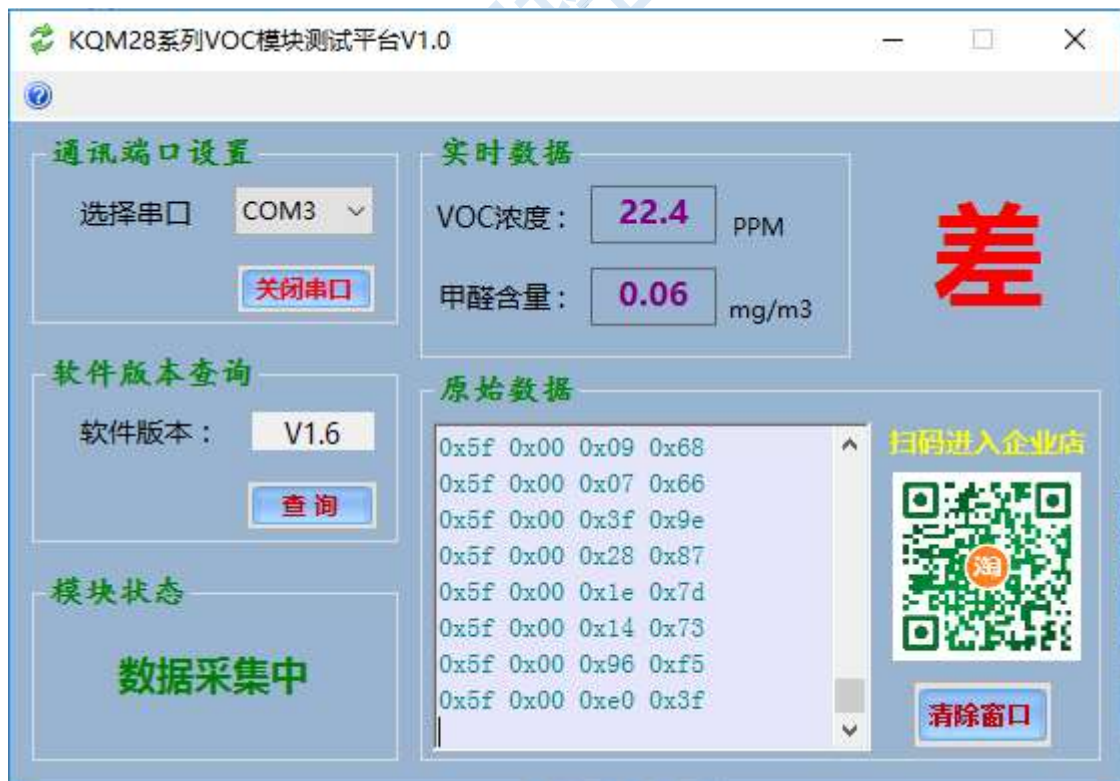 KQM28系列VOC模块测试平台V1.0
通讯端口设置
选择串口 COM3
关闭串口
软件版本查询
软件版本： V1.6
查 询
模块状态
数据采集中
实时数据
VOC浓度： 22.4 PPM
甲醛含量： 0.06 mg/m3
差
原始数据
0x5f 0x00 0x09 0x68
0x5f 0x00 0x07 0x66
0x5f 0x00 0x3f 0x9e
0x5f 0x00 0x28 0x87
0x5f 0x00 0x1e 0x7d
0x5f 0x00 0x14 0x73
0x5f 0x00 0x96 0xf5
0x5f 0x00 0xe0 0x3f
扫码进入企业店
淘
清除窗口